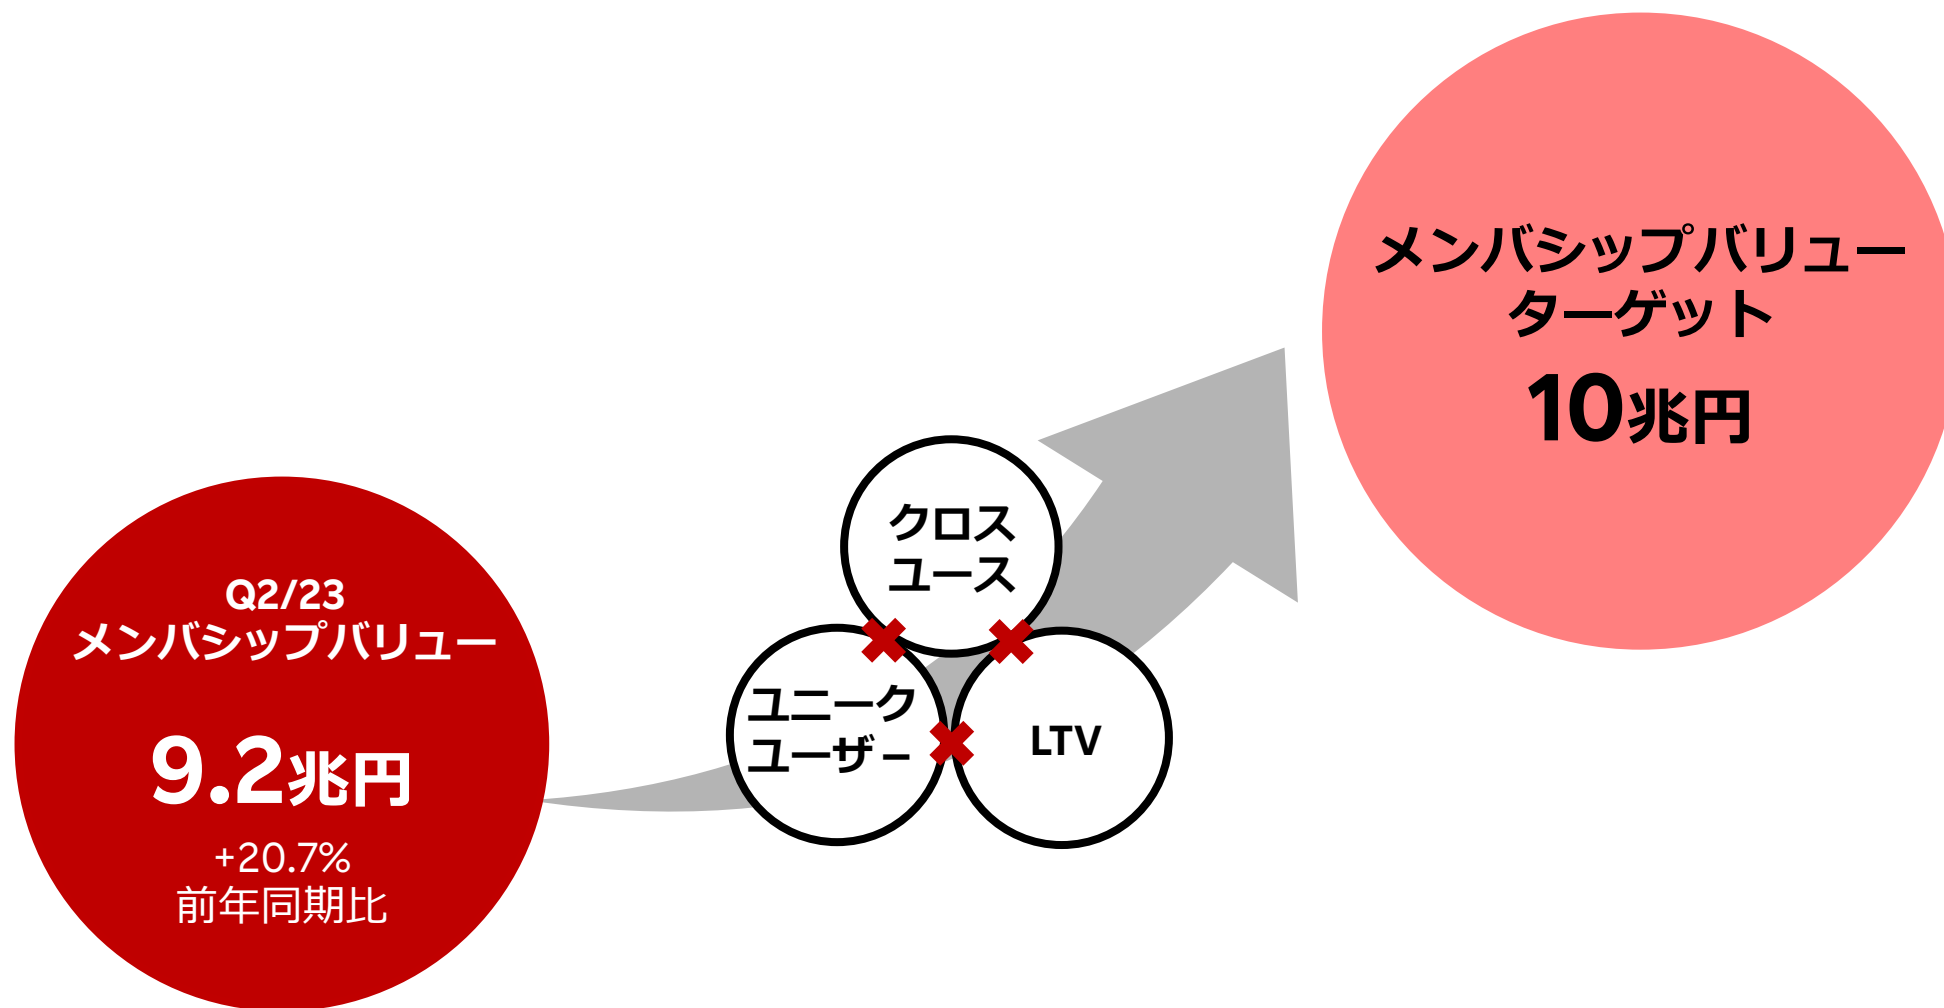 メンバシップバリュー
ターゲット
10兆円
クロス
ユース
ユニーク
ユーザー
LTV
Q2/23
メンバシップバリュー
9.2兆円
+20.7%
前年同期比